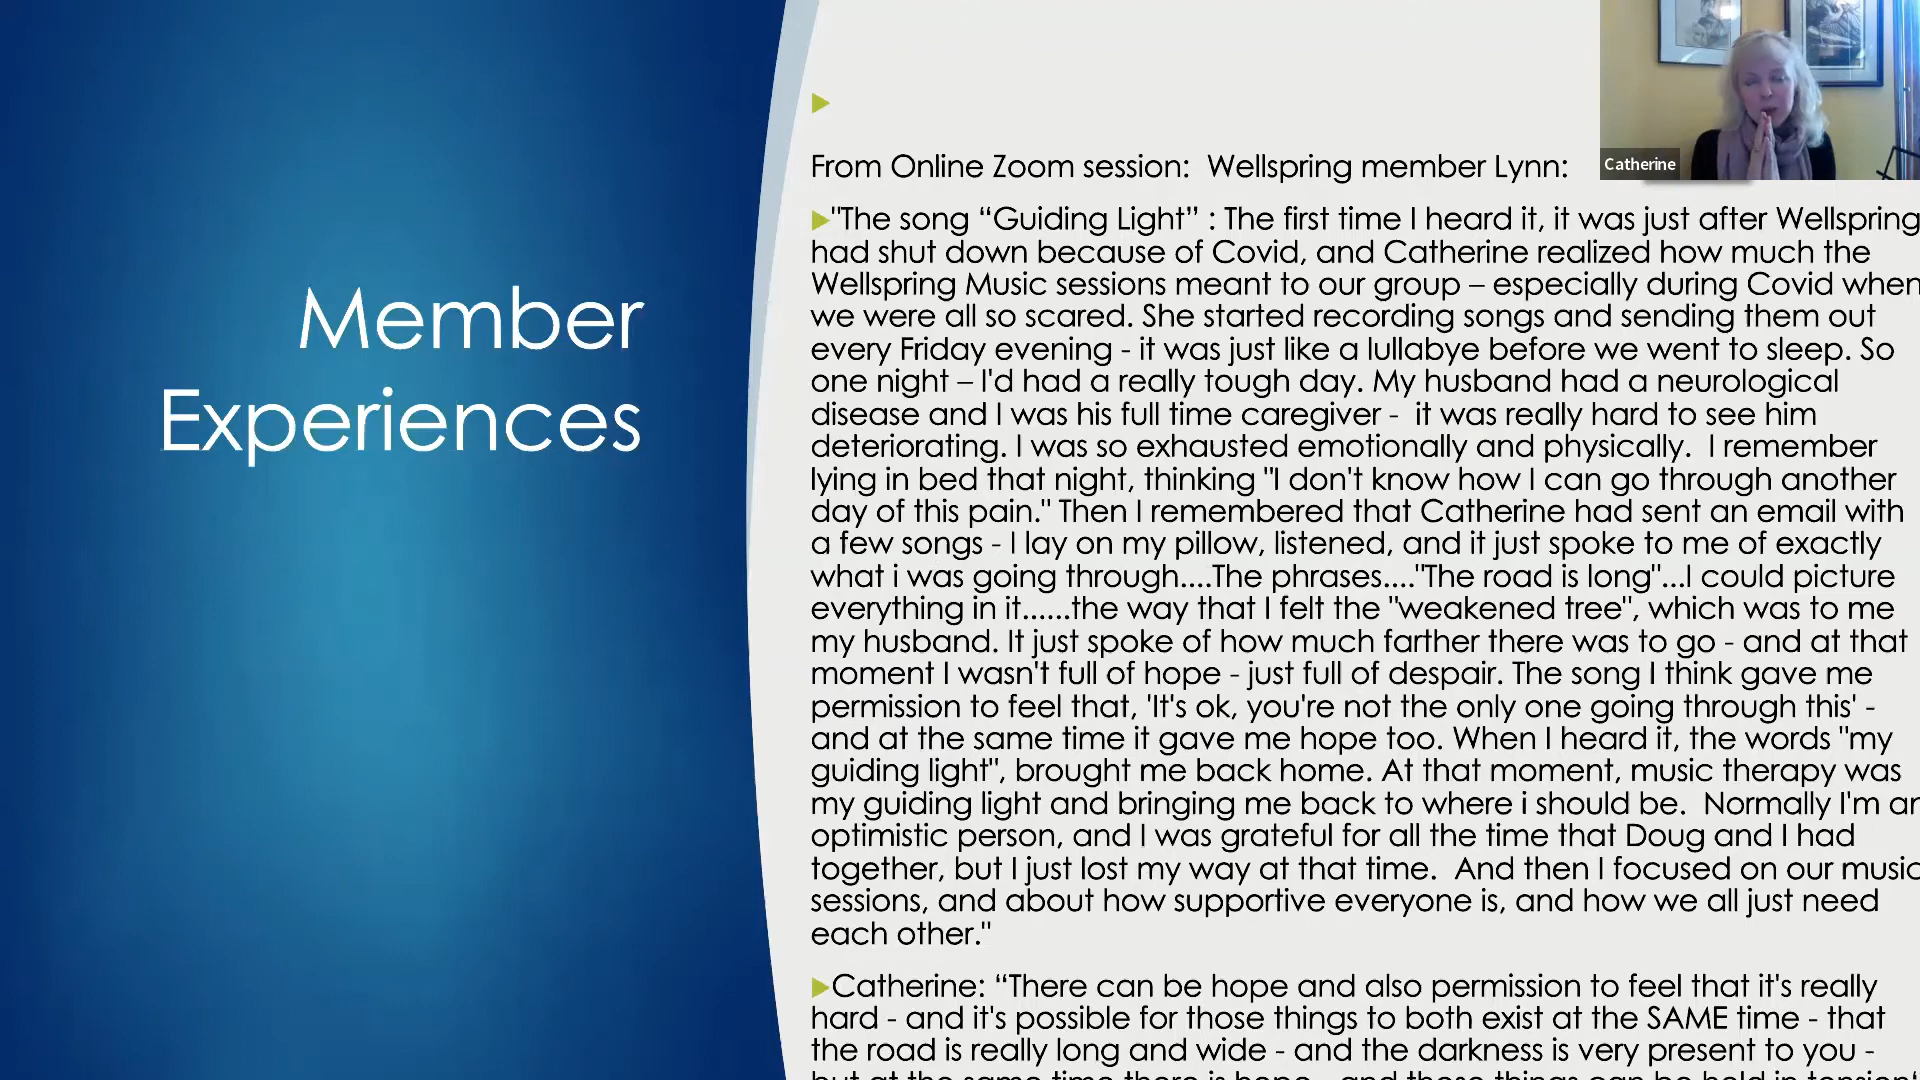 Member
Experiences
Catherine
From Online Zoom session:  Wellspring member Lynn:
"The song “Guiding Light” : The first time I heard it, it was just after Wellspring
had shut down because of Covid, and Catherine realized how much the
Wellspring Music sessions meant to our group – especially during Covid when
we were all so scared. She started recording songs and sending them out
every Friday evening - it was just like a lullabye before we went to sleep. So
one night – I'd had a really tough day. My husband had a neurological
disease and I was his full time caregiver -  it was really hard to see him
deteriorating. I was so exhausted emotionally and physically.  I remember
lying in bed that night, thinking "I don't know how I can go through another
day of this pain." Then I remembered that Catherine had sent an email with
a few songs - I lay on my pillow, listened, and it just spoke to me of exactly
what i was going through....The phrases...."The road is long"...I could picture
everything in it......the way that I felt the "weakened tree", which was to me
my husband. It just spoke of how much farther there was to go - and at that
moment I wasn't full of hope - just full of despair. The song I think gave me
permission to feel that, 'It's ok, you're not the only one going through this' -
and at the same time it gave me hope too. When I heard it, the words "my
guiding light", brought me back home. At that moment, music therapy was
my guiding light and bringing me back to where i should be.  Normally I'm an
optimistic person, and I was grateful for all the time that Doug and I had
together, but I just lost my way at that time.  And then I focused on our music
sessions, and about how supportive everyone is, and how we all just need
each other."
Catherine: “There can be hope and also permission to feel that it's really
hard - and it's possible for those things to both exist at the SAME time - that
the road is really long and wide - and the darkness is very present to you -
but at the same time there is hope - and these things can be held in tension"